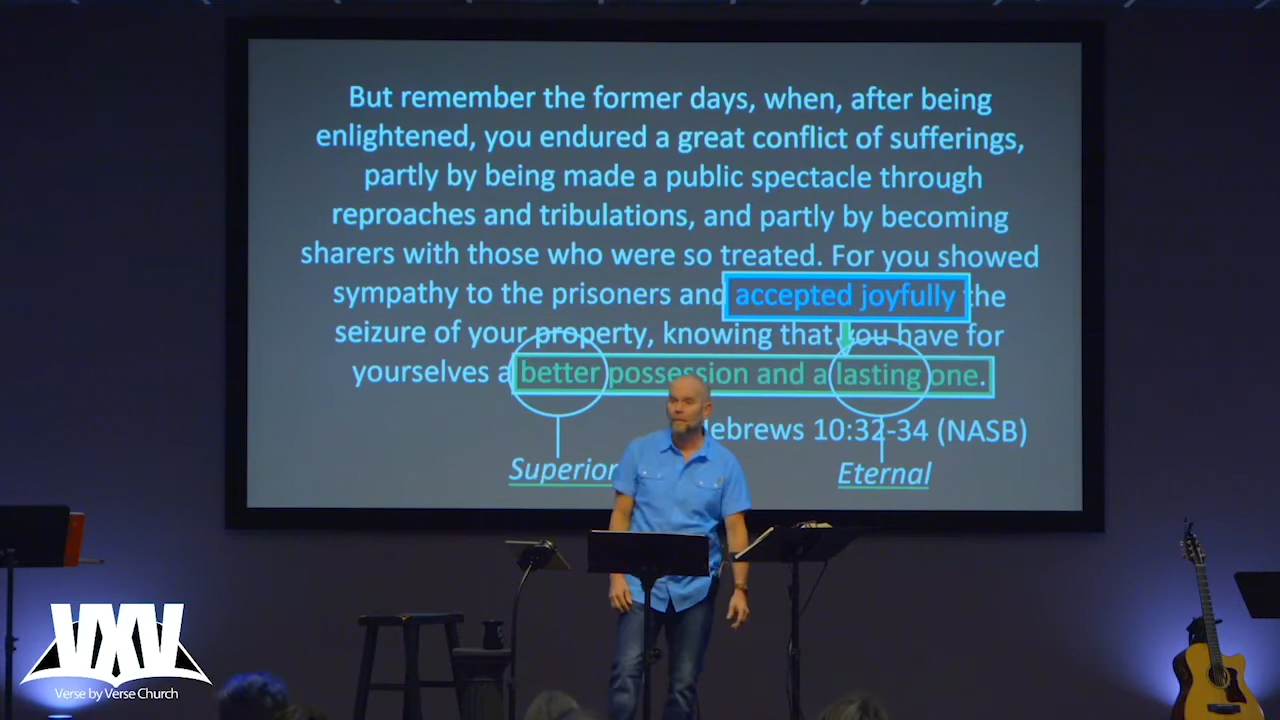 But remember the former days, when, after being
enlightened, you endured a great conflict of sufferings,
partly by being made a public spectacle through
reproaches and tribulations, and partly by becoming
sharers with those who were so treated. For you showed
sympathy to the prisoners and accepted joyfully the
seizure of your property, knowing that you have for
yourselves a better possession and a lasting one.
ebrews 10:32-34 (NASB)
Superior
Eternal
VXV
Verse by Verse Church